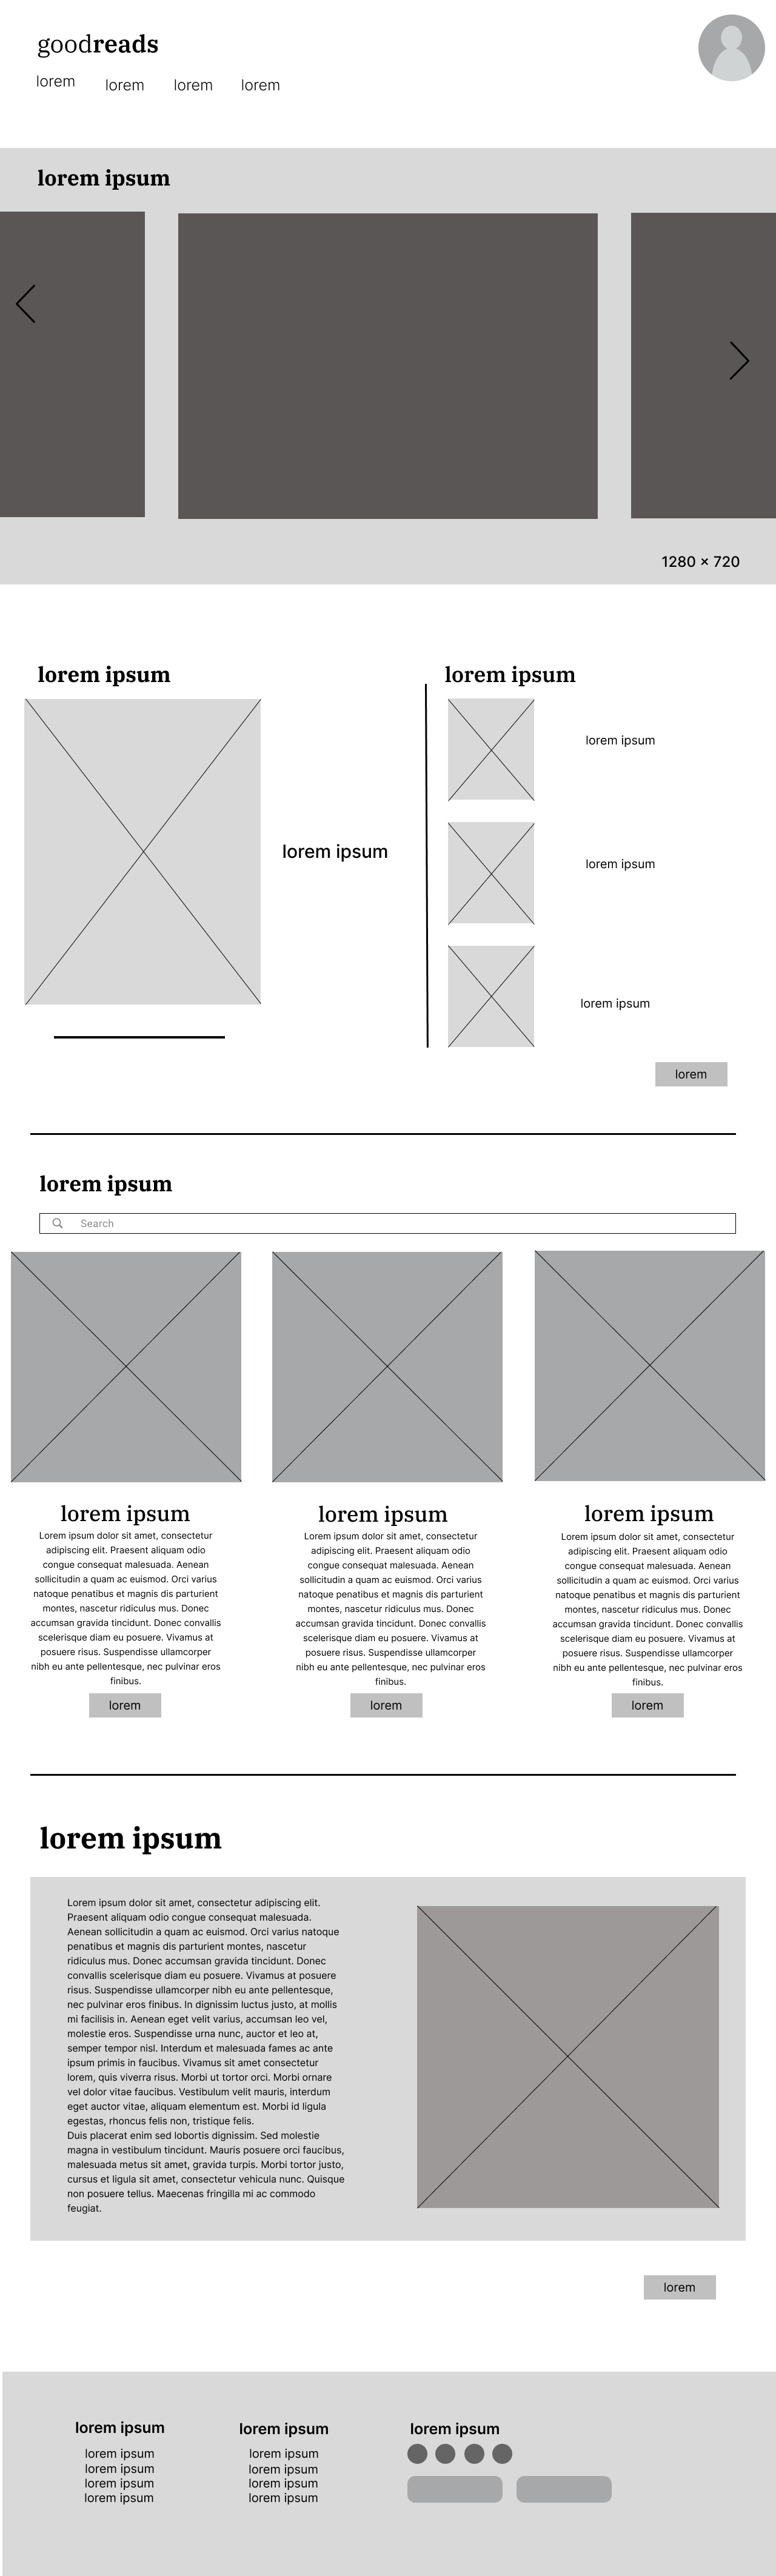 goodreads
lorem lorem lorem lorem
lorem ipsum
1280 × 720
lorem ipsum
lorem ipsum
lorem ipsum
lorem ipsum
lorem ipsum
lorem ipsum
lorem
lorem ipsum
Search
lorem ipsum
Lorem ipsum dolor sit amet, consectetur
adipiscing elit. Praesent aliquam odio
congue consequat malesuada. Aenean
sollicitudin a quam ac euismod. Orci varius
natoque penatibus et magnis dis parturient
montes, nascetur ridiculus mus. Donec
accumsan gravida tincidunt. Donec convallis
scelerisque diam eu posuere. Vivamus at
posuere risus. Suspendisse ullamcorper
nibh eu ante pellentesque, nec pulvinar eros
finibus.
lorem
lorem ipsum
Lorem ipsum dolor sit amet, consectetur
adipiscing elit. Praesent aliquam odio
congue consequat malesuada. Aenean
sollicitudin a quam ac euismod. Orci varius
natoque penatibus et magnis dis parturient
montes, nascetur ridiculus mus. Donec
accumsan gravida tincidunt. Donec convallis
scelerisque diam eu posuere. Vivamus at
posuere risus. Suspendisse ullamcorper
nibh eu ante pellentesque, nec pulvinar eros
finibus.
lorem
lorem ipsum
Lorem ipsum dolor sit amet, consectetur
adipiscing elit. Praesent aliquam odio
congue consequat malesuada. Aenean
sollicitudin a quam ac euismod. Orci varius
natoque penatibus et magnis dis parturient
montes, nascetur ridiculus mus. Donec
accumsan gravida tincidunt. Donec convallis
scelerisque diam eu posuere. Vivamus at
posuere risus. Suspendisse ullamcorper
nibh eu ante pellentesque, nec pulvinar eros
finibus.
lorem
lorem ipsum
Lorem ipsum dolor sit amet, consectetur adipiscing elit.
Praesent aliquam odio congue consequat malesuada.
Aenean sollicitudin a quam ac euismod. Orci varius natoque
penatibus et magnis dis parturient montes, nascetur
ridiculus mus. Donec accumsan gravida tincidunt. Donec
convallis scelerisque diam eu posuere. Vivamus at posuere
risus. Suspendisse ullamcorper nibh eu ante pellentesque,
nec pulvinar eros finibus. In dignissim luctus justo, at mollis
mi facilisis in. Aenean eget velit varius, accumsan leo vel,
molestie eros. Suspendisse urna nunc, auctor et leo at,
semper tempor nisl. Interdum et malesuada fames ac ante
ipsum primis in faucibus. Vivamus sit amet consectetur
lorem, quis viverra risus. Morbi ut tortor orci. Morbi ornare
vel dolor vitae faucibus. Vestibulum velit mauris, interdum
eget auctor vitae, aliquam elementum est. Morbi id ligula
egestas, rhoncus felis non, tristique felis.
Duis placerat enim sed lobortis dignissim. Sed molestie
magna in vestibulum tincidunt. Mauris posuere orci faucibus,
malesuada metus sit amet, gravida turpis. Morbi tortor justo,
cursus et ligula sit amet, consectetur vehicula nunc. Quisque
non posuere tellus. Maecenas fringilla mi ac commodo
feugiat.
lorem
lorem ipsum
lorem ipsum
lorem ipsum
lorem ipsum
lorem ipsum
lorem ipsum
lorem ipsum
lorem ipsum
lorem ipsum
lorem ipsum
lorem ipsum